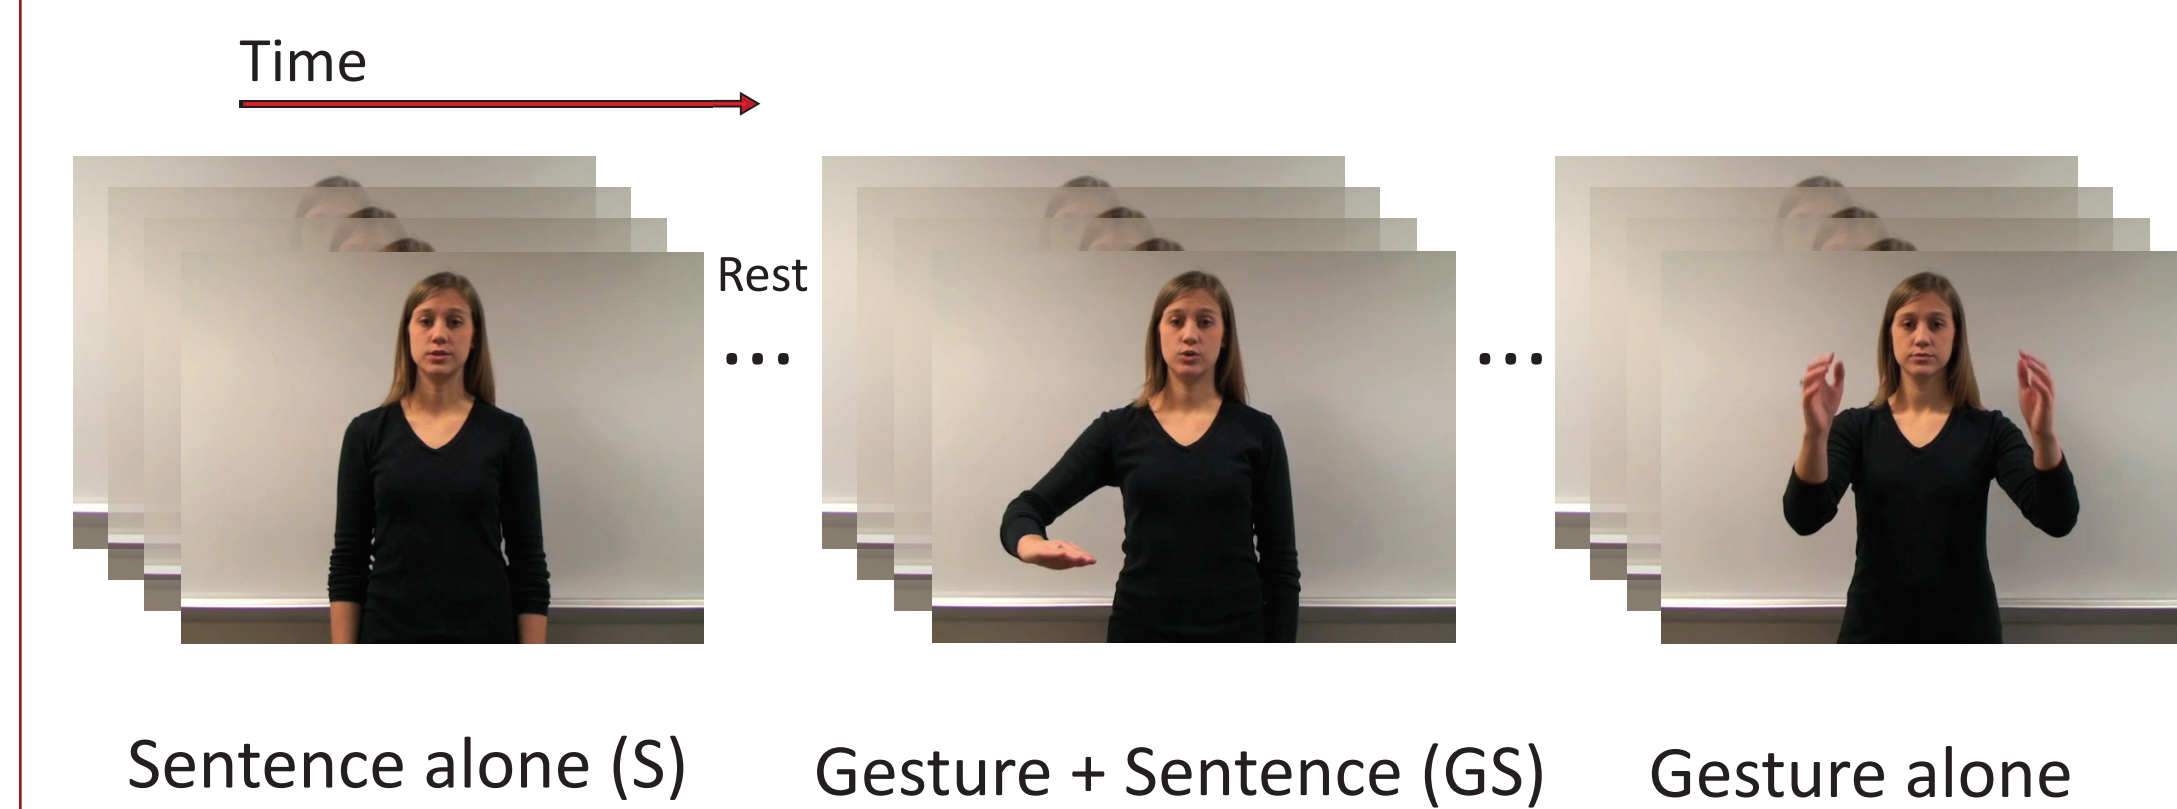 Time
Rest
...
...
Sentence alone (S)
Gesture + Sentence (GS)
Gesture alone